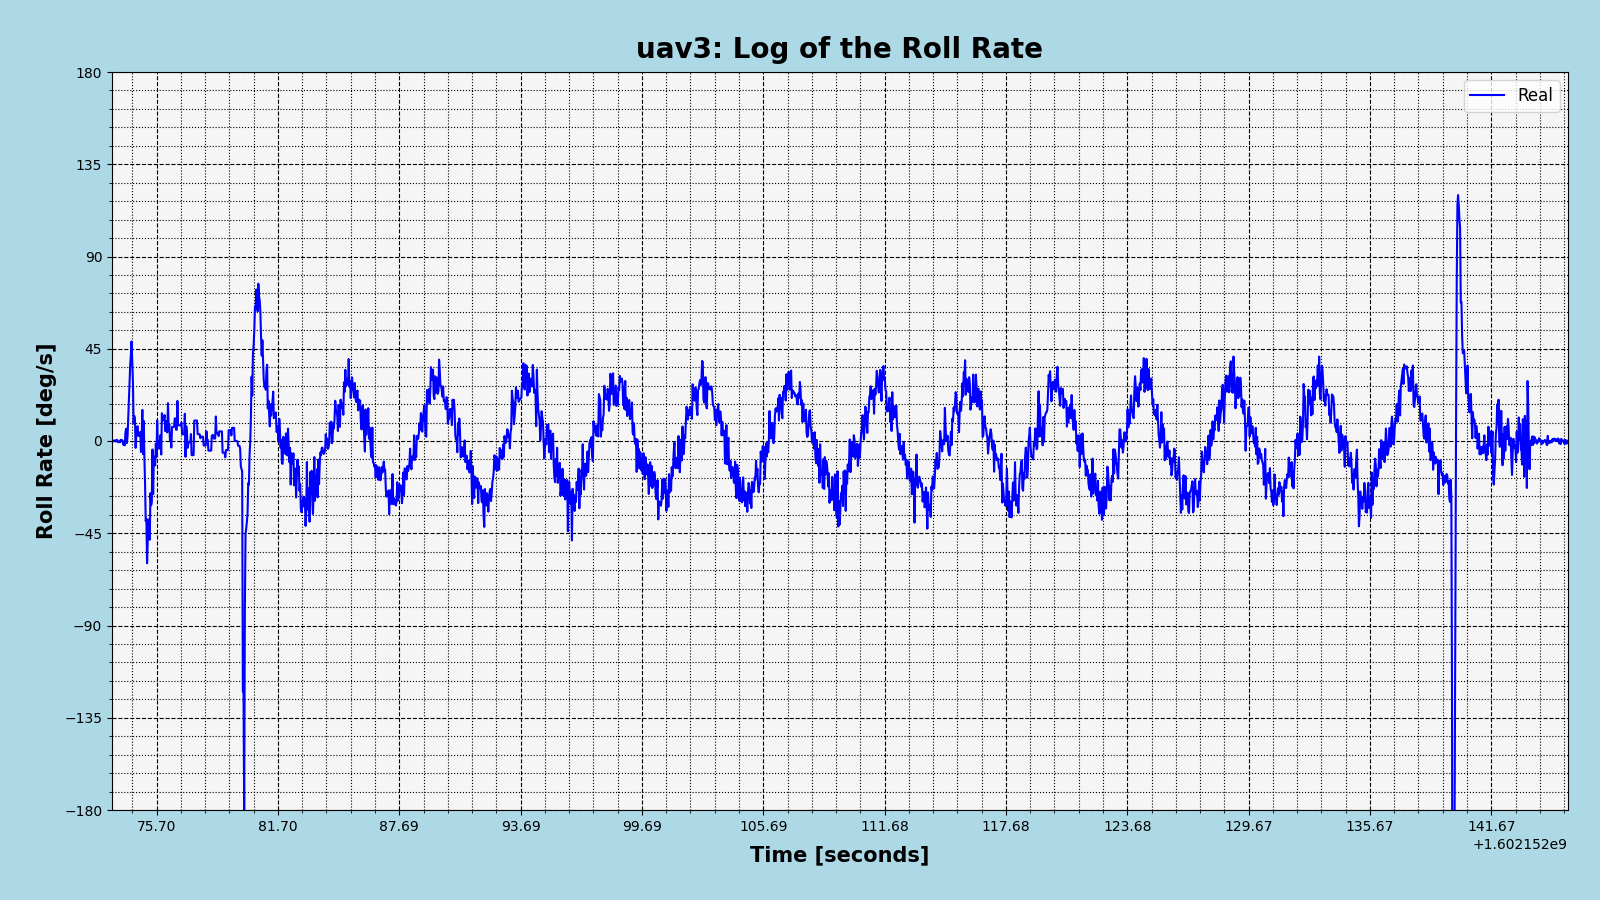 uav3: Log of the Roll Rate
Real
180
135
90
45
0
−45
−90
−135
−180
Roll Rate [deg/s]
75.70 81.70 87.69 93.69 99.69 105.69 111.68 117.68 123.68 129.67 135.67 141.67
+1.602152e9
Time [seconds]